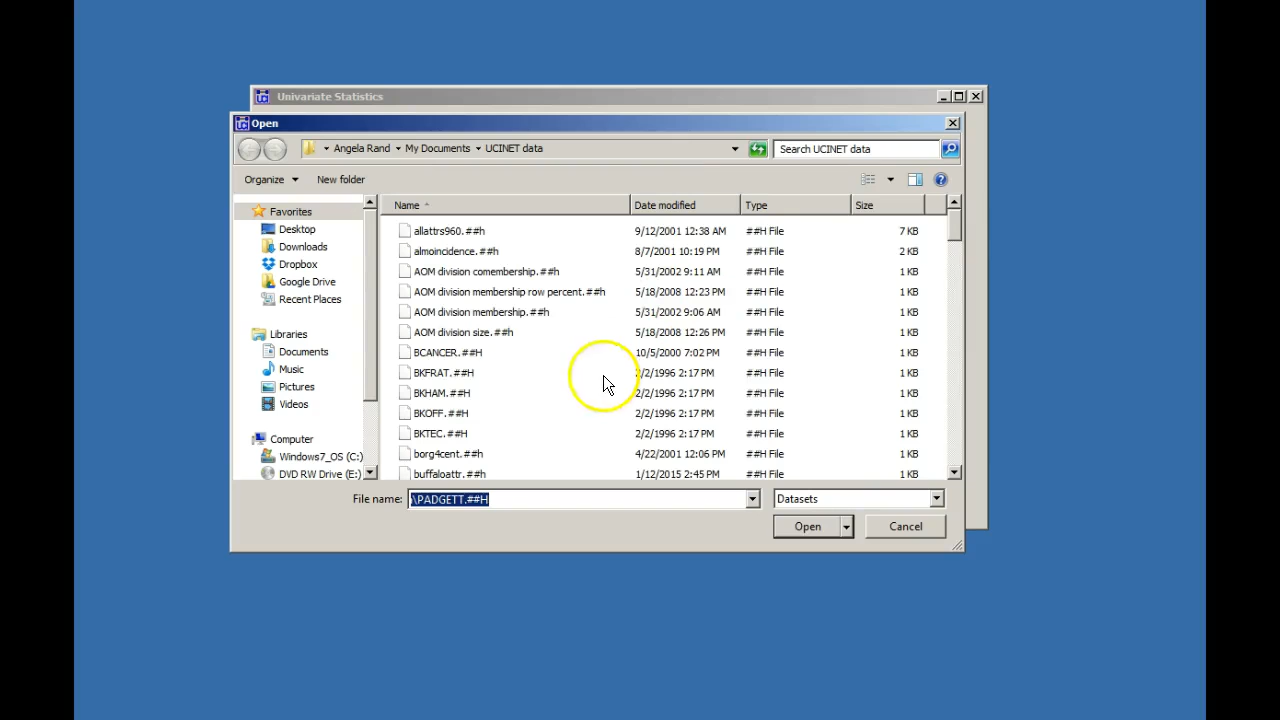 Univariate Statistics
Open
Angela Rand My Documents UCINET data
Search UCINET data
Organize New folder
Name Date modified Type Size
Favorites
Desktop
Downloads
Dropbox
Google Drive
Recent Places
Libraries
Documents
Music
Pictures
Videos
Computer
Windows7_OS (C:)
DVD RW Drive (E:)
allattrs960.##h 9/12/2001 12:38 AM ##H File 7 KB
almoincidence.##h 8/7/2001 10:19 PM ##H File 2 KB
AOM division comembership.##h 5/31/2002 9:11 AM ##H File 1 KB
AOM division membership row percent.##h 5/18/2008 12:23 PM ##H File 1 KB
AOM division membership.##h 5/31/2002 9:06 AM ##H File 1 KB
AOM division size.##h 5/18/2008 12:26 PM ##H File 1 KB
BCANCER.##H 10/5/2000 7:02 PM ##H File 1 KB
BKFRAT.##H 2/2/1996 2:17 PM ##H File 1 KB
BKHAM.##H 2/2/1996 2:17 PM ##H File 1 KB
BKOFF.##H 2/2/1996 2:17 PM ##H File 1 KB
BKTEC.##H 2/2/1996 2:17 PM ##H File 1 KB
borg4cent.##h 4/22/2001 12:06 PM ##H File 1 KB
buffaloattr.##h 1/12/2015 2:45 PM ##H File 1 KB
File name: \PADGETT.##H Datasets
Open Cancel